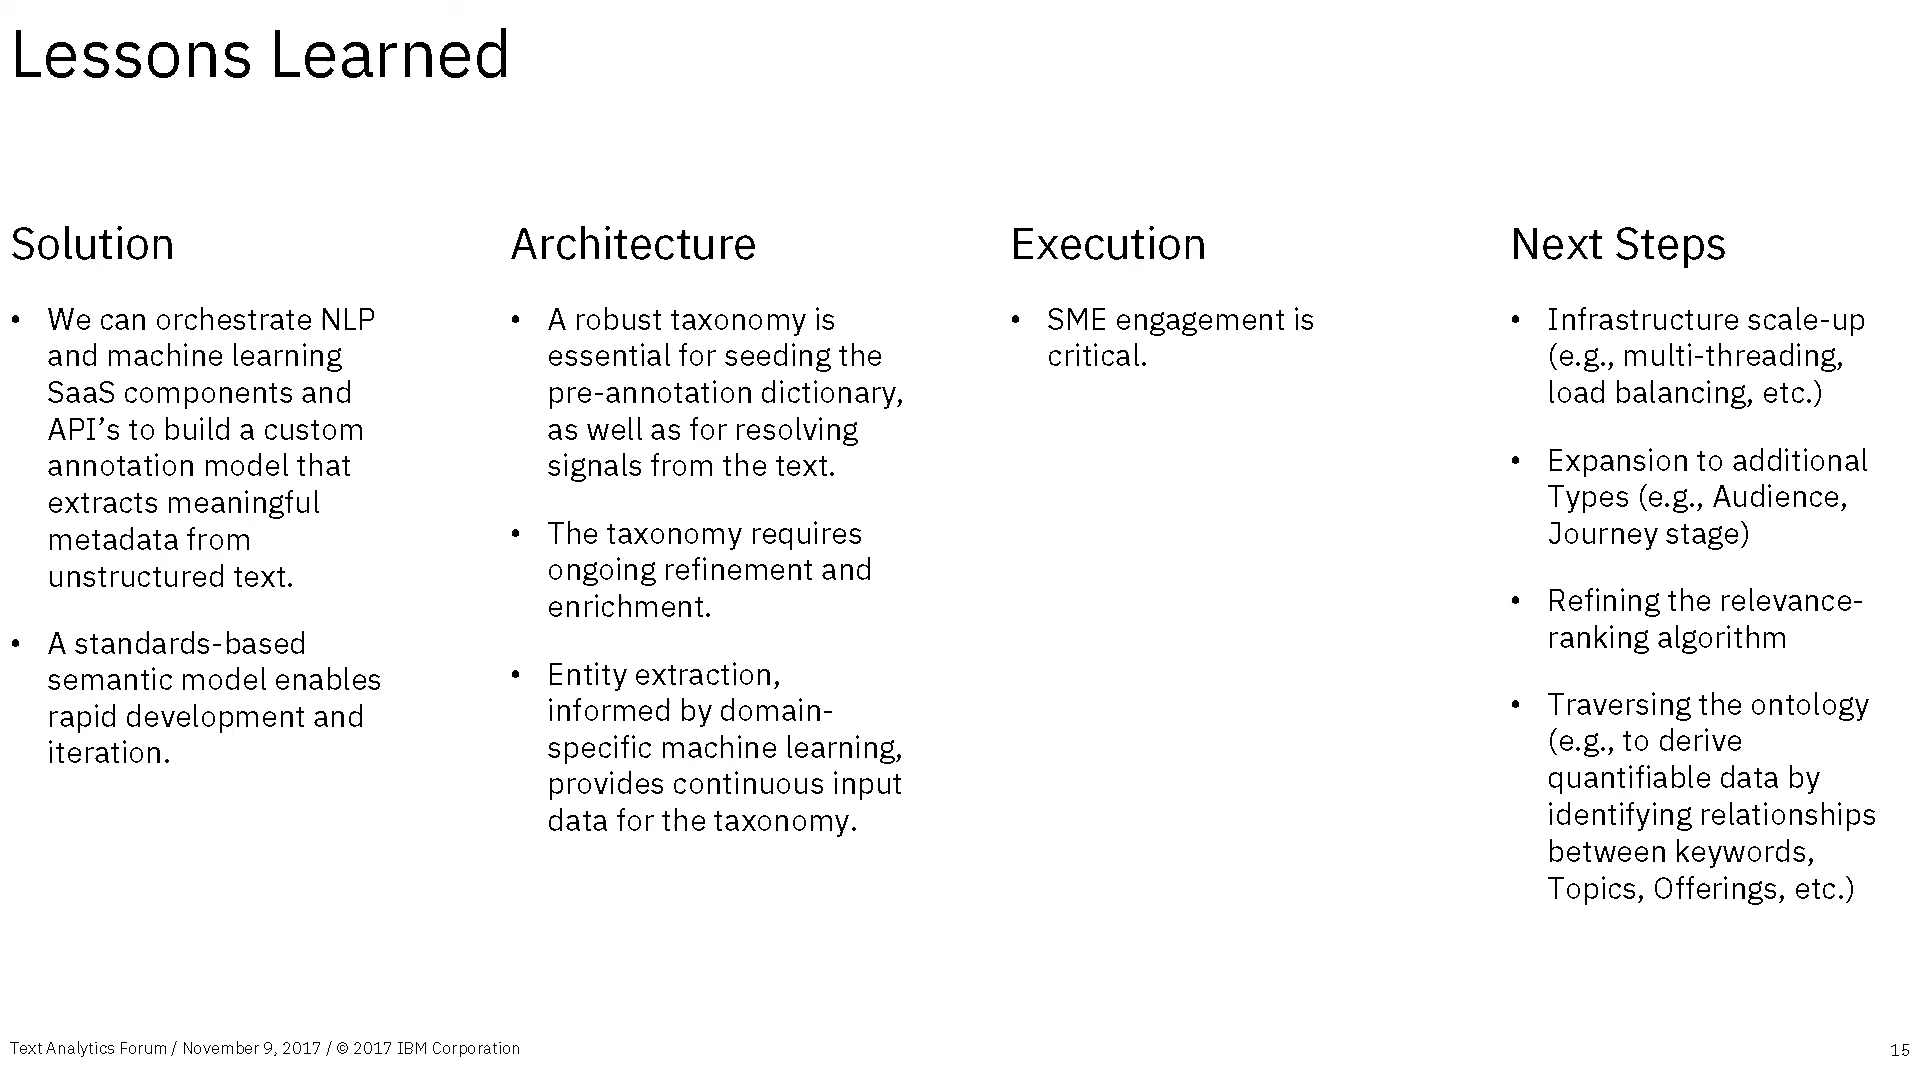 Lessons Learned
Solution
• We can orchestrate NLP
and machine learning
SaaS components and
API’s to build a custom
annotation model that
extracts meaningful
metadata from
unstructured text.
• A standards-based
semantic model enables
rapid development and
iteration.
Architecture
• A robust taxonomy is
essential for seeding the
pre-annotation dictionary,
as well as for resolving
signals from the text.
• The taxonomy requires
ongoing refinement and
enrichment.
• Entity extraction,
informed by domain-
specific machine learning,
provides continuous input
data for the taxonomy.
Execution
• SME engagement is
critical.
Next Steps
• Infrastructure scale-up
(e.g., multi-threading,
load balancing, etc.)
• Expansion to additional
Types (e.g., Audience,
Journey stage)
• Refining the relevance-
ranking algorithm
• Traversing the ontology
(e.g., to derive
quantifiable data by
identifying relationships
between keywords,
Topics, Offerings, etc.)
Text Analytics Forum / November 9, 2017 / © 2017 IBM Corporation
15